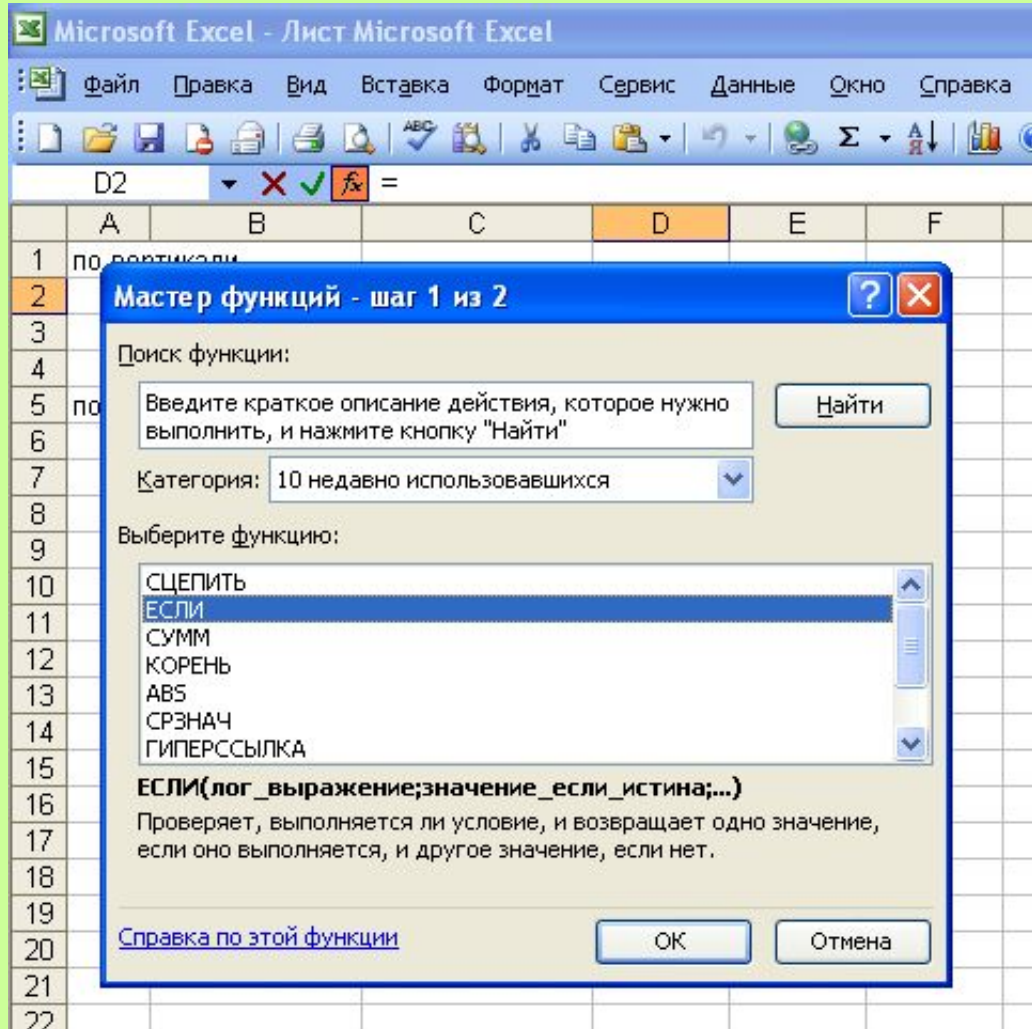 Microsoft Excel - Лист Microsoft Excel
Файл Правка Вид Вставка Формат Сервис Данные Окно Справка
ABC Σ А Я
D2 fx =
A B C D E F
1 по вертикали
2
Мастер функций - шаг 1 из 2 ?
3
Поиск функции:
4
5 по
Введите краткое описание действия, которое нужно
выполнить, и нажмите кнопку "Найти"
Найти
6
7
Категория: 10 недавно использовавшихся
8
Выберите функцию:
9
10 СЦЕПИТЬ
ЕСЛИ
11
СУММ
12 КОРЕНЬ
13 ABS
СРЗНАЧ
14
ГИПЕРССЫЛКА
15
ЕСЛИ(лог_выражение;значение_если_истина;...)
16
Проверяет, выполняется ли условие, и возвращает одно значение,
17
если оно выполняется, и другое значение, если нет.
18
19
Справка по этой функции ОК Отмена
20
21
22